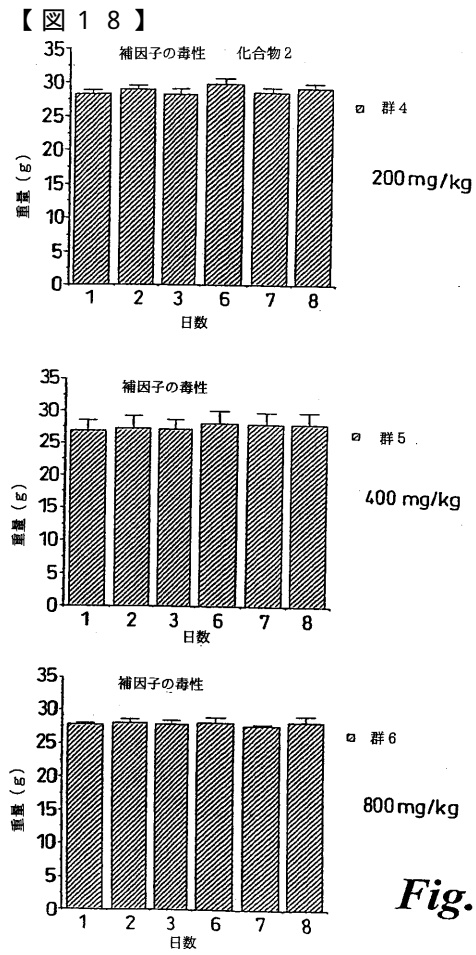 【図１８】
補因子の毒性 化合物2
35
30
25
20
15
10
5
0
重量（g）
1 2 3 6 7 8
日数
群4
200mg/kg
補因子の毒性
35
30
25
20
15
10
5
0
重量（g）
1 2 3 6 7 8
日数
群5
400 mg/kg
補因子の毒性
35
30
25
20
15
10
5
0
重量（g）
1 2 3 6 7 8
日数
群6
800mg/kg
Fig.